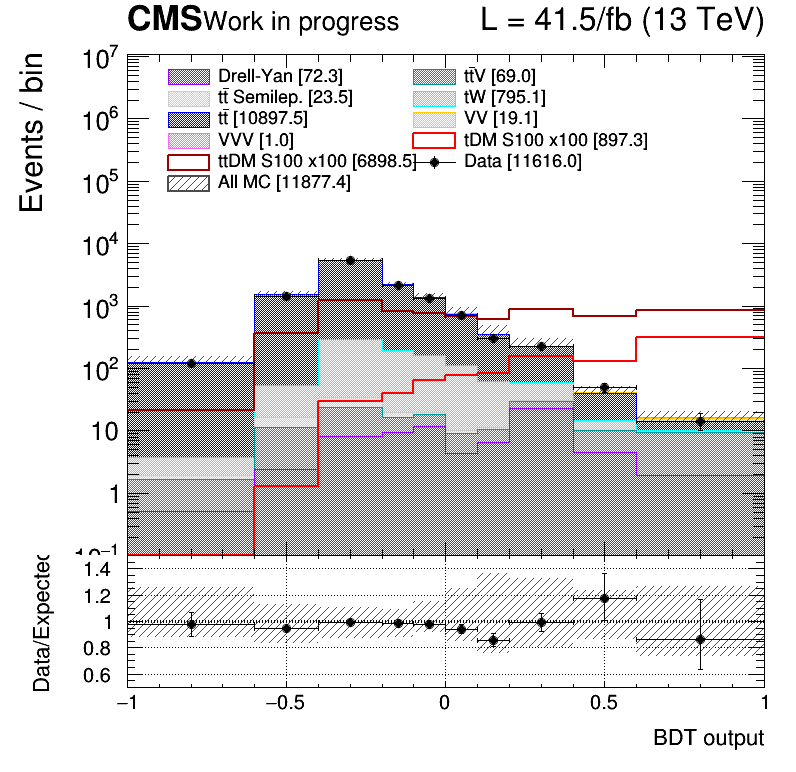 CMS Work in progress L = 41.5/fb (13 TeV)
Events / bin
10⁷
10⁶
10⁵
10⁴
10³
10²
10
1
10⁻¹
Drell-Yan [72.3] tt̄V [69.0]
tt̄ Semilep. [23.5] tW [795.1]
tt̄ [10897.5] VV [19.1]
VVV [1.0] tDM S100 x100 [897.3]
ttDM S100 x100 [6898.5] Data [11616.0]
All MC [11877.4]
Data/Expected
1.4
1.2
1
0.8
0.6
−1 −0.5 0 0.5 1
BDT output